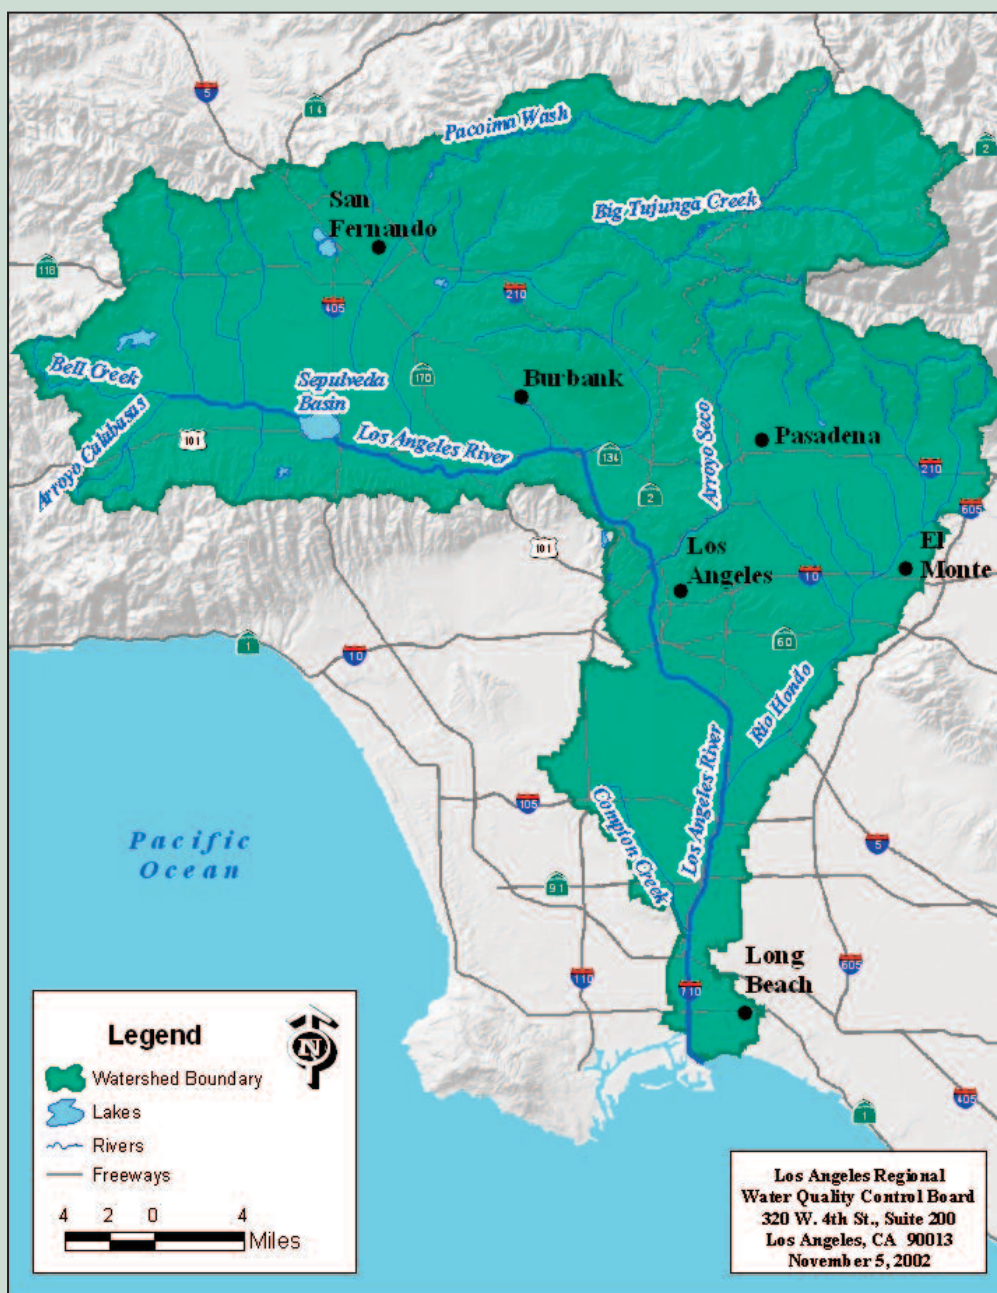 5
14
2
Pacoima Wash
San
Fernando
Big Tujunga Creek
118
405
210
Bell Creek
Sepulveda
Basin
170
Burbank
Arroyo Calabasas
101
Los Angeles River
134
Arroyo Seco
Pasadena
210
2
605
101
Los
Angeles
10
El
Monte
1
10
60
Rio Hondo
Los Angeles River
Compton Creek
105
5
Pacific
Ocean
91
Long
Beach
605
110
710
405
1
Legend
N
Watershed Boundary
Lakes
Rivers
Freeways
4 2 0 4
Miles
Los Angeles Regional
Water Quality Control Board
320 W. 4th St., Suite 200
Los Angeles, CA 90013
November 5, 2002